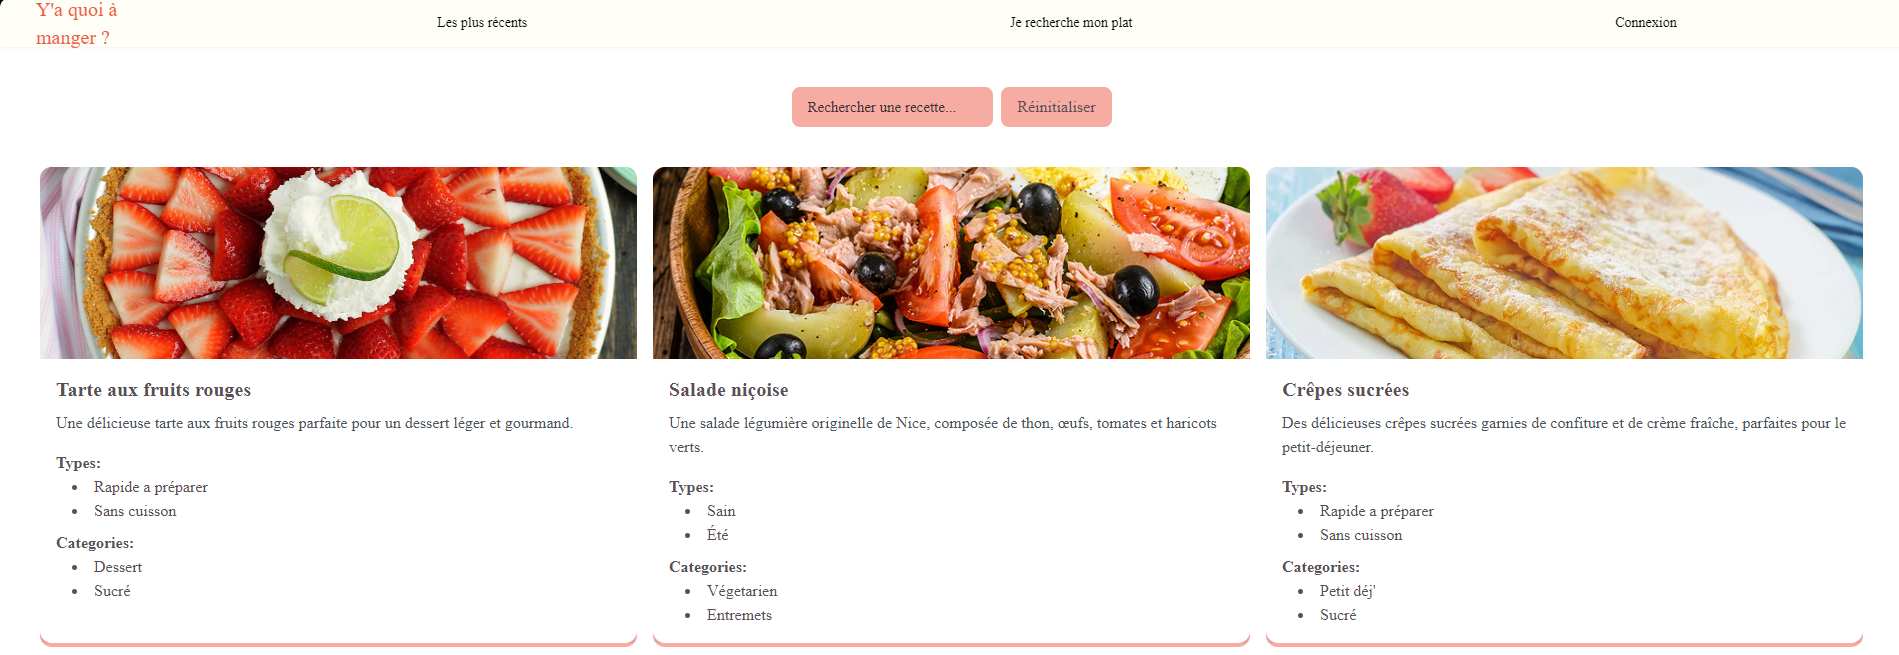 Y'a quoi à
manger ?
Les plus récents
Je recherche mon plat
Connexion
Rechercher une recette...
Réinitialiser
Tarte aux fruits rouges
Une délicieuse tarte aux fruits rouges parfaite pour un dessert léger et gourmand.
Types:
Rapide a préparer
Sans cuisson
Categories:
Dessert
Sucré
Salade niçoise
Une salade légumière originelle de Nice, composée de thon, œufs, tomates et haricots
verts.
Types:
Sain
Été
Categories:
Végetarien
Entremets
Crêpes sucrées
Des délicieuses crêpes sucrées garnies de confiture et de crème fraîche, parfaites pour le
petit-déjeuner.
Types:
Rapide a préparer
Sans cuisson
Categories:
Petit déj'
Sucré